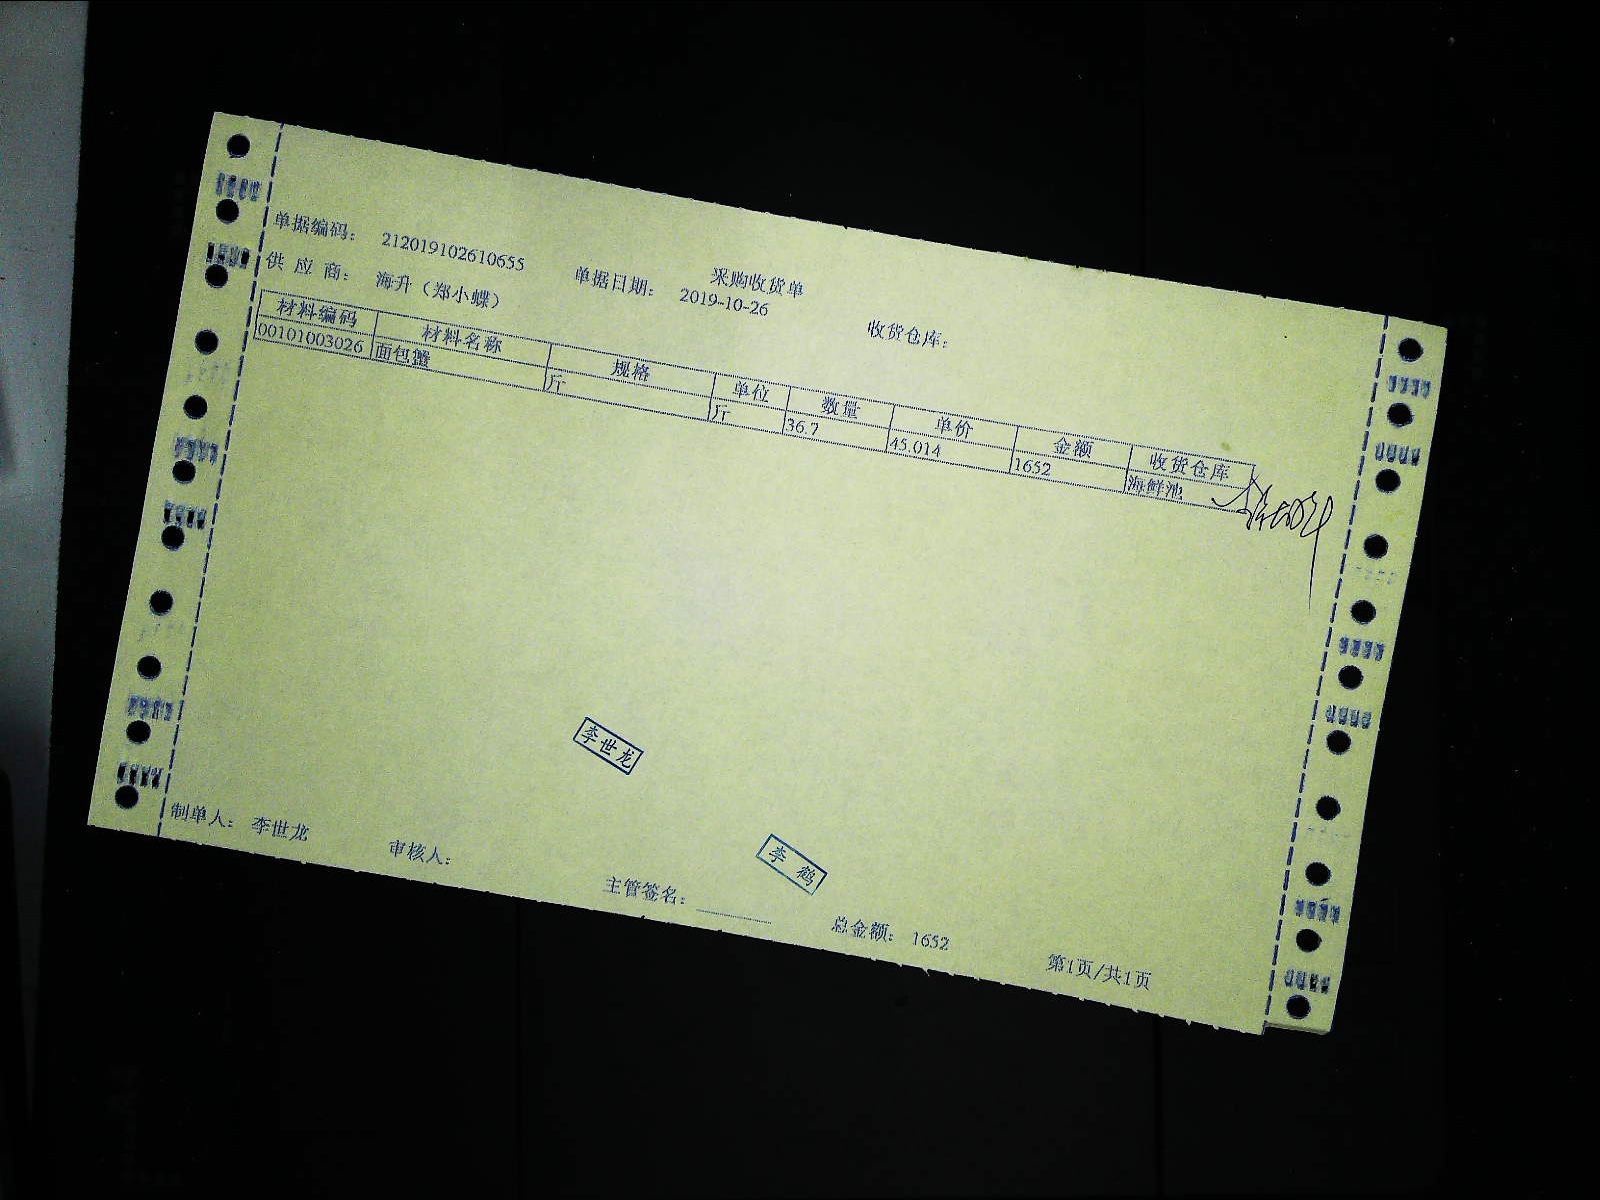 采购收货单
单据编码： 212019102610655 单据日期： 2019-10-26 收货仓库：
供 应 商： 海升（郑小蝶）
材料编码 材料名称 规格 单位 数量 单价 金额 收货仓库
00101003026 面包蟹 斤 斤 36.7 45.014 1652 海鲜池
李世龙
李 鹤
制单人： 李世龙 审核人： 主管签名： 总金额： 1652 第1页/共1页